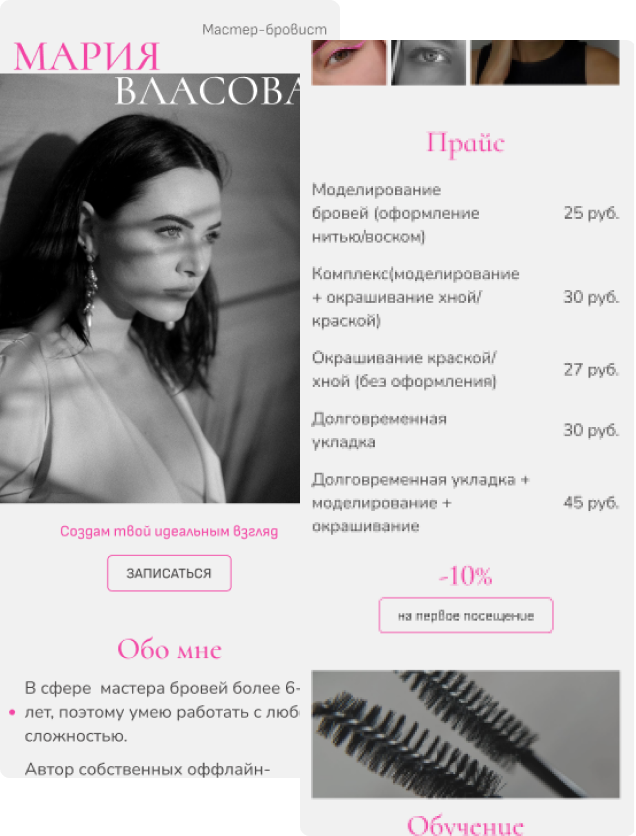 Мастер-бровист
МАРИЯ
ВЛАСОВА
Создам твой идеальным взгляд
ЗАПИСАТЬСЯ
Обо мне
В сфере мастера бровей более 6-
лет, поэтому умею работать с люб
сложностью.
Автор собственных оффлайн-
Прайс
Моделирование
бровей (оформление
нитью/воском)
25 руб.
Комплекс(моделирование
+ окрашивание хной/
краской)
30 руб.
Окрашивание краской/
хной (без оформления)
27 руб.
Долговременная
укладка
30 руб.
Долговременная укладка +
моделирование +
окрашивание
45 руб.
-10%
на первое посещение
Обучение